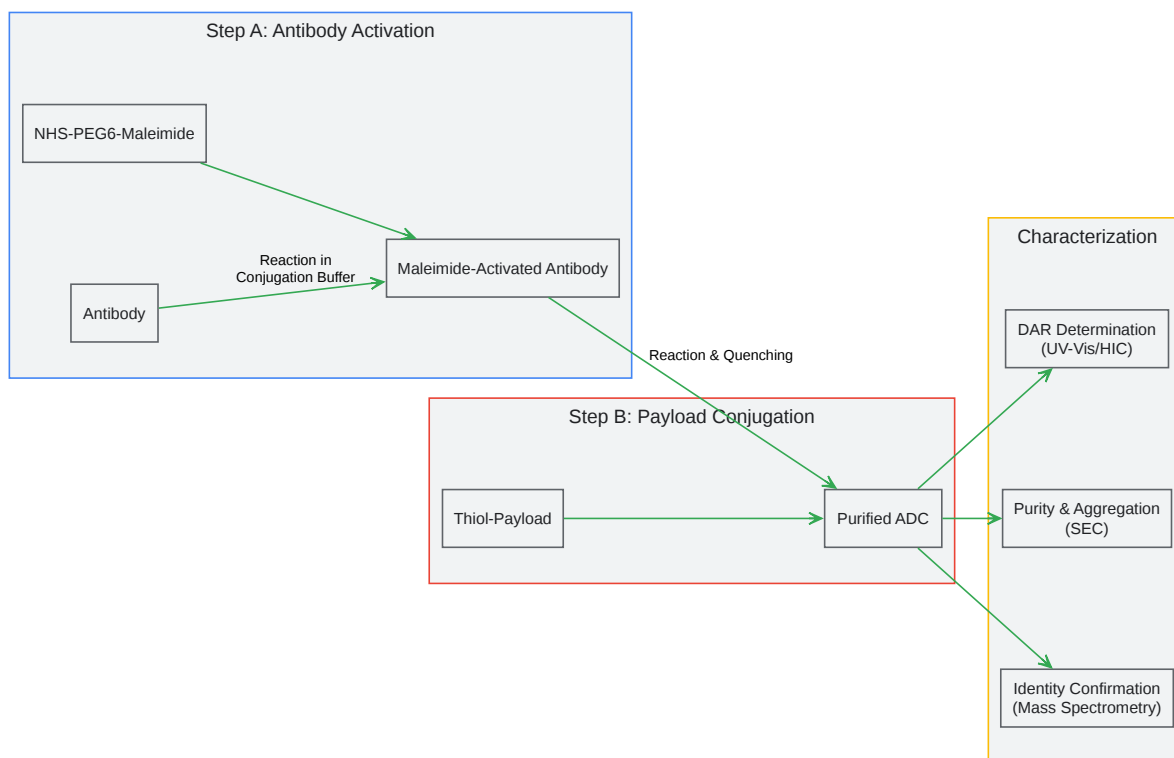 Step A: Antibody Activation
NHS-PEG6-Maleimide
Reaction in
Conjugation Buffer
Maleimide-Activated Antibody
Antibody
Reaction & Quenching
Step B: Payload Conjugation
Thiol-Payload
Purified ADC
Characterization
DAR Determination
(UV-Vis/HIC)
Purity & Aggregation
(SEC)
Identity Confirmation
(Mass Spectrometry)